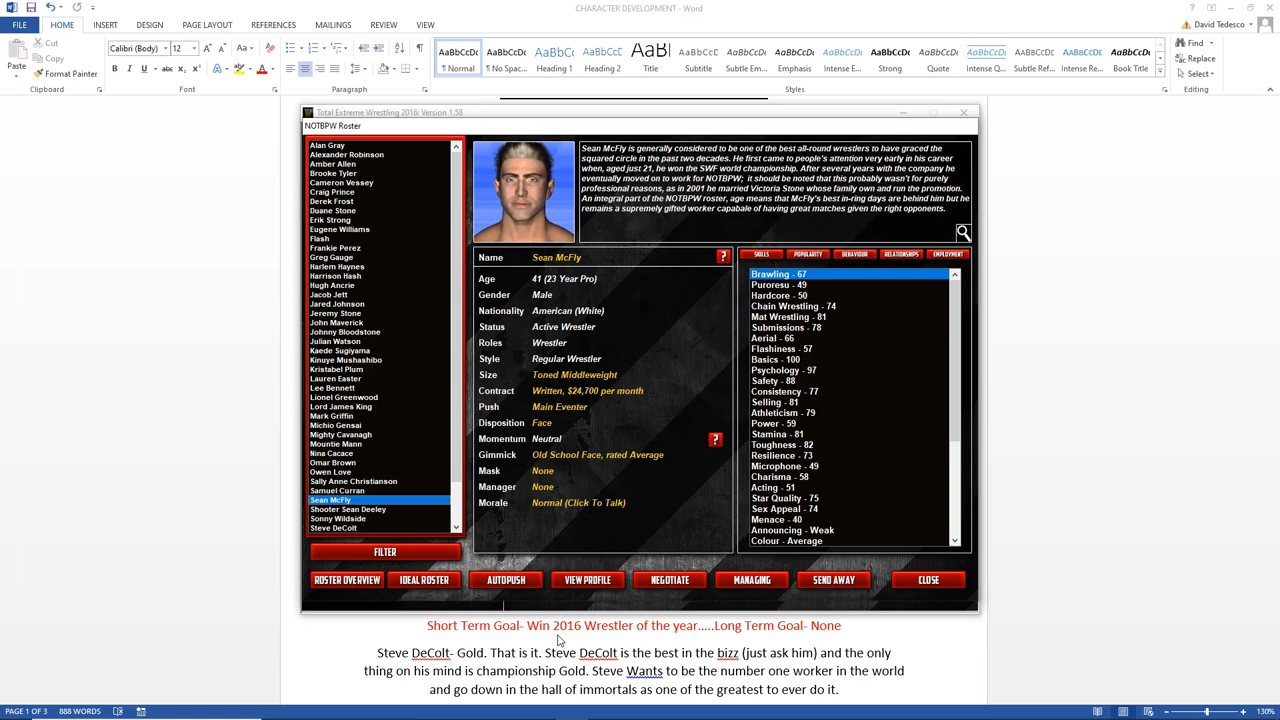 CHARACTER DEVELOPMENT - Word
David Tedesco
FILE HOME INSERT DESIGN PAGE LAYOUT REFERENCES MAILINGS REVIEW VIEW
Paste
Cut
Copy
Format Painter
Clipboard
Calibri (Body) 12
Font
Paragraph
AaBbCc AaBbCc AaBbC AaBbC AaB AaBbCc AaBbCc AaBbCc AaBbCc AaBbCc AaBbCc AaBbCc AaBbCc AaBbCc AaBbCc
¶ Normal ¶ No Spac... Heading 1 Heading 2 Title Subtitle Subtle Em... Emphasis Intense E... Strong Quote Intense Q... Subtle Ref... Intense Re... Book Title
Styles
Find
Replace
Select
Editing
Total Extreme Wrestling 2016: Version 1.58
NOTBPW Roster
Alan Gray
Alexander Robinson
Amber Allen
Brooke Tyler
Cameron Vessey
Craig Prince
Derek Frost
Duane Stone
Erik Strong
Eugene Williams
Flash
Frankie Perez
Greg Gauge
Harlem Haynes
Harrison Hash
Hugh Ancrie
Jacob Jett
Jared Johnson
Jeremy Stone
John Maverick
Johnny Bloodstone
Julian Watson
Kaede Sugiyama
Kinuye Mushashibo
Kristabel Plum
Lauren Easter
Lee Bennett
Lionel Greenwood
Lord James King
Mark Griffin
Michio Gensai
Mighty Cavanagh
Mountie Mann
Nina Cacace
Omar Brown
Owen Love
Sally Anne Christianson
Samuel Curran
Sean McFly
Shooter Sean Deeley
Sonny Wildside
Steve DeColt
FILTER
Sean McFly is generally considered to be one of the best all-round wrestlers to have graced the
squared circle in the past two decades. He first came to people's attention very early in his career
when, aged just 21, he won the SWF world championship. After several years with the company he
eventually moved on to work for NOTBPW; it should be noted that this probably wasn't for purely
professional reasons, as in 2001 he married Victoria Stone whose family own and run the promotion.
An integral part of the NOTBPW roster, age means that McFly's best in-ring days are behind him but he
remains a supremely gifted worker capable of having great matches given the right opponents.
Name Sean McFly ?
Age 41 (23 Year Pro)
Gender Male
Nationality American (White)
Status Active Wrestler
Roles Wrestler
Style Regular Wrestler
Size Toned Middleweight
Contract Written, $24,700 per month
Push Main Eventer
Disposition Face
Momentum Neutral ?
Gimmick Old School Face, rated Average
Mask None
Manager None
Morale Normal (Click To Talk)
SKILLS POPULARITY BEHAVIOUR RELATIONSHIPS EMPLOYMENT
Brawling - 67
Puroresu - 49
Hardcore - 50
Chain Wrestling - 74
Mat Wrestling - 81
Submissions - 78
Aerial - 66
Flashiness - 57
Basics - 100
Psychology - 97
Safety - 88
Consistency - 77
Selling - 81
Athleticism - 79
Power - 59
Stamina - 81
Toughness - 82
Resilience - 73
Microphone - 49
Charisma - 58
Acting - 51
Star Quality - 75
Sex Appeal - 74
Menace - 40
Announcing - Weak
Colour - Average
ROSTER OVERVIEW IDEAL ROSTER AUTOPUSH VIEW PROFILE NEGOTIATE MANAGING SEND AWAY CLOSE
Short Term Goal- Win 2016 Wrestler of the year.....Long Term Goal- None
Steve DeColt- Gold. That is it. Steve DeColt is the best in the bizz (just ask him) and the only
thing on his mind is championship Gold. Steve Wants to be the number one worker in the world
and go down in the hall of immortals as one of the greatest to ever do it.
PAGE 1 OF 3 888 WORDS 130%